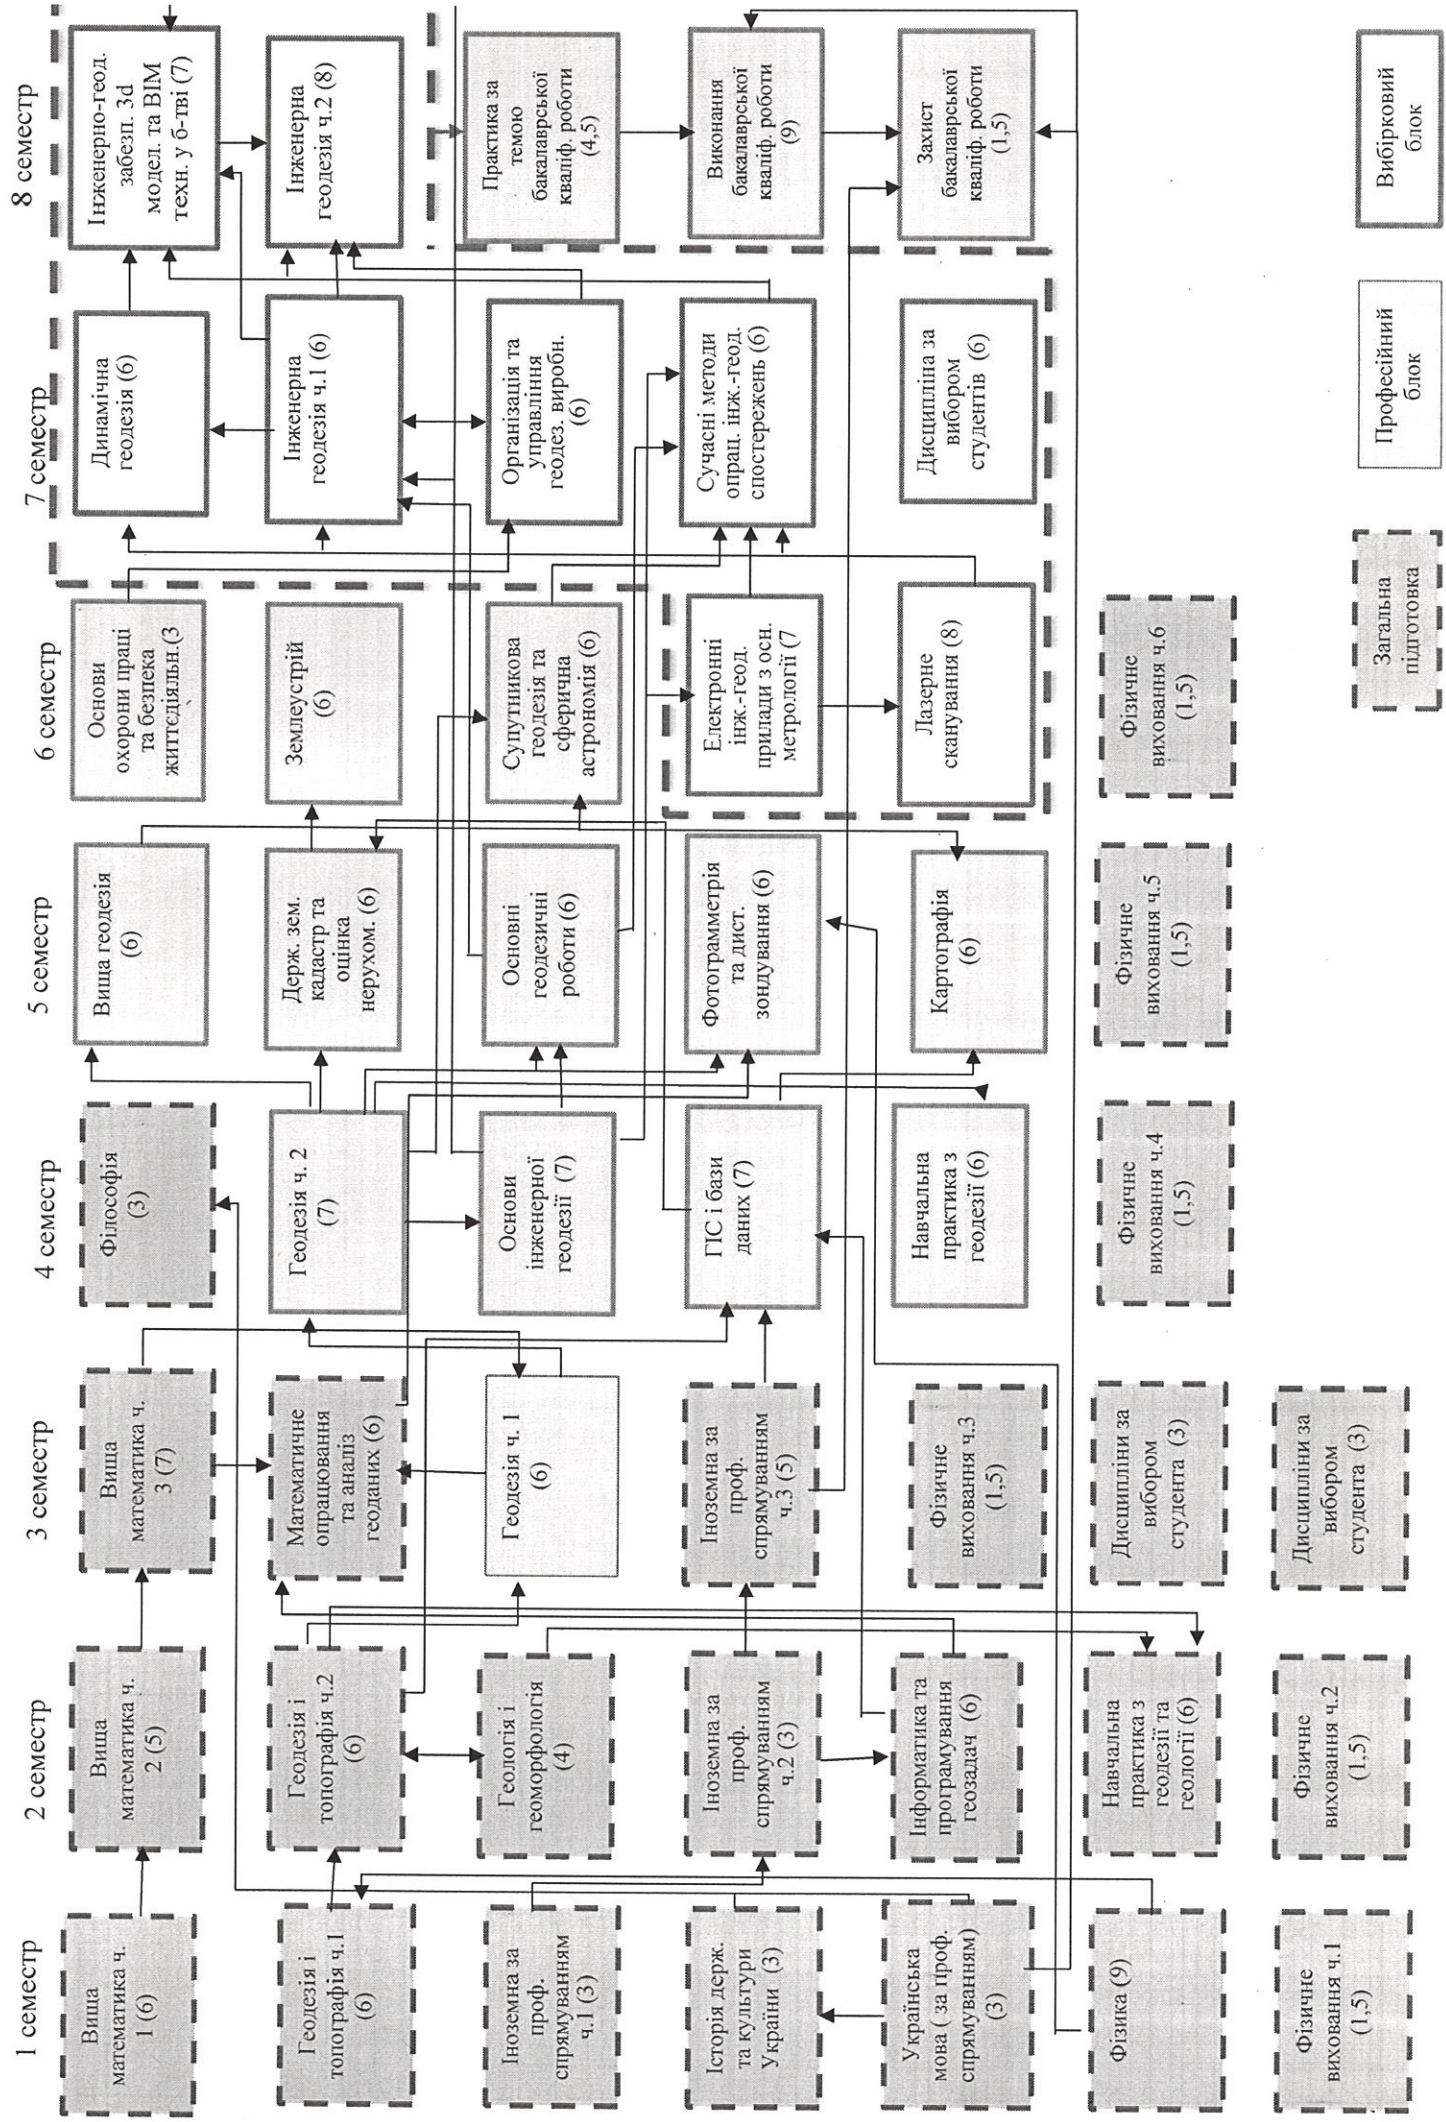 1 семестр
Вища
математика ч.
1 (6)
Геодезія і
топографія ч.1
(6)
Іноземна за
проф.
спрямуванням
ч.1 (3)
Історія держ.
та культури
України (3)
Українська
мова ( за проф.
спрямуванням)
(3)
Фізика (9)
Фізичне
виховання ч.1
(1,5)
2 семестр
Вища
математика ч.
2 (5)
Геодезія і
топографія ч.2
(6)
Геологія і
геоморфологія
(4)
Іноземна за
проф.
спрямуванням
ч.2 (3)
Інформатика та
програмування
геозадач (6)
Навчальна
практика з
геодезії та
геології (6)
Фізичне
виховання ч.2
(1,5)
3 семестр
Вища
математика ч.
3 (7)
Математичне
опрацювання
та аналіз
геоданих (6)
Геодезія ч. 1
(6)
Іноземна за
проф.
спрямуванням
ч.3 (5)
Фізичне
виховання ч.3
(1,5)
Дисципліни за
вибором
студента (3)
Дисципліни за
вибором
студента (3)
4 семестр
Філософія
(3)
Геодезія ч. 2
(7)
Основи
інженерної
геодезії (7)
ГІС і бази
даних (7)
Навчальна
практика з
геодезії (6)
Фізичне
виховання ч.4
(1,5)
5 семестр
Вища геодезія
(6)
Держ. зем.
кадастр та
оцінка
нерухом. (6)
Основні
геодезичні
роботи (6)
Фотограмметрія
та дист.
зондування (6)
Картографія
(6)
Фізичне
виховання ч.5
(1,5)
6 семестр
Основи
охорони праці
та безпека
життєдіяльн.(3
Землеустрій
(6)
Супутникова
геодезія та
сферична
астрономія (6)
Електронні
інж.-геод.
прилади з осн.
метрології (7
Лазерне
сканування (8)
Фізичне
виховання ч.6
(1,5)
7 семестр
Динамічна
геодезія (6)
Інженерна
геодезія ч.1 (6)
Організація та
управління
геодез. виробн.
(6)
Сучасні методи
опрац. інж.-геод.
спостережень (6)
Дисципліна за
вибором
студентів (6)
8 семестр
Інженерно-геод.
забезп. 3d
модел. та BIM
техн. у б-тві (7)
Інженерна
геодезія ч.2 (8)
Практика за
темою
бакалаврської
кваліф. роботи
(4,5)
Виконання
бакалаврської
кваліф. роботи
(9)
Захист
бакалаврської
кваліф. роботи
(1,5)
Загальна
підготовка
Професійний
блок
Вибірковий
блок